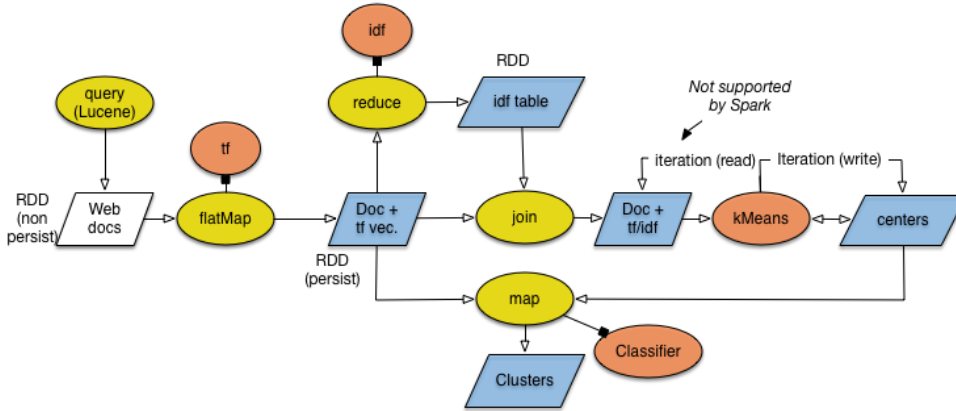 idf
RDD
query
(Lucene)
reduce
idf table
Not supported
by Spark
tf
iteration (read)
Iteration (write)
RDD
(non
persist)
Web
docs
flatMap
Doc +
tf vec.
join
Doc +
tf/idf
kMeans
centers
RDD
(persist)
map
Classifier
Clusters